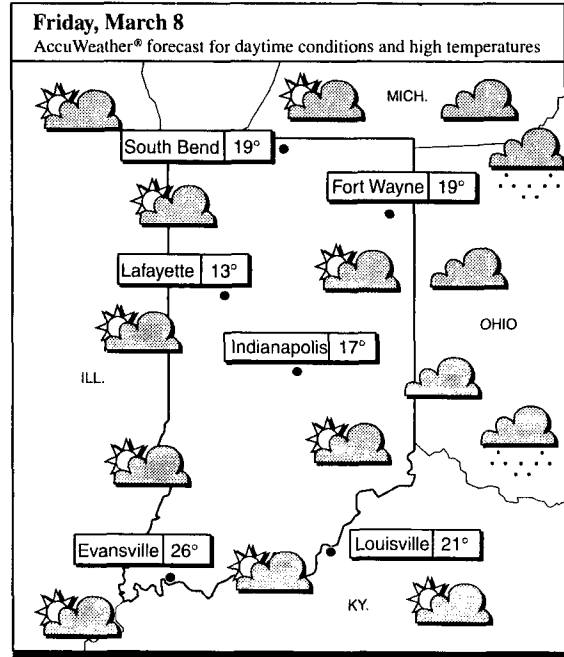 Friday, March 8
AccuWeather® forecast for daytime conditions and high temperatures
MICH.
South Bend 19°
Fort Wayne 19°
Lafayette 13°
OHIO
Indianapolis 17°
ILL.
Evansville 26°
Louisville 21°
KY.